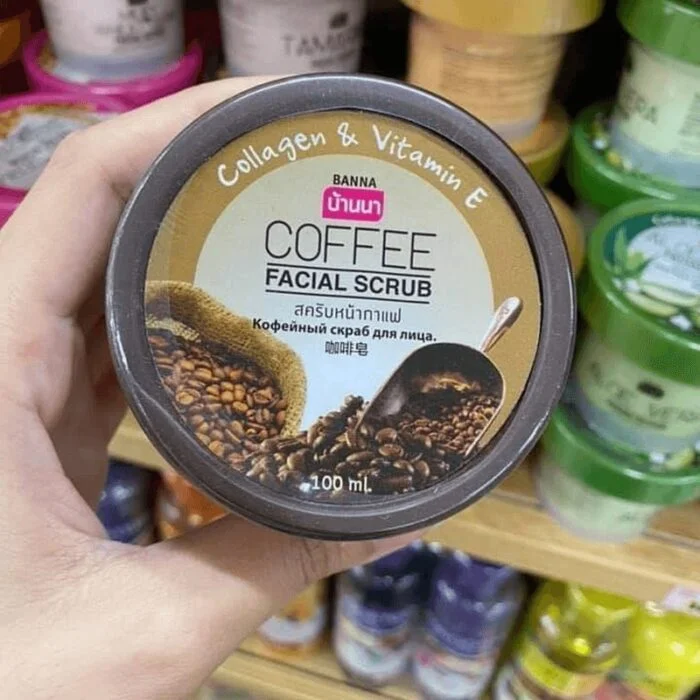 Collagen & Vitamin E
BANNA
บ้านนา
COFFEE
FACIAL SCRUB
สครับหน้ากาแฟ
Кофейный скраб для лица.
咖啡皂
100 ml.